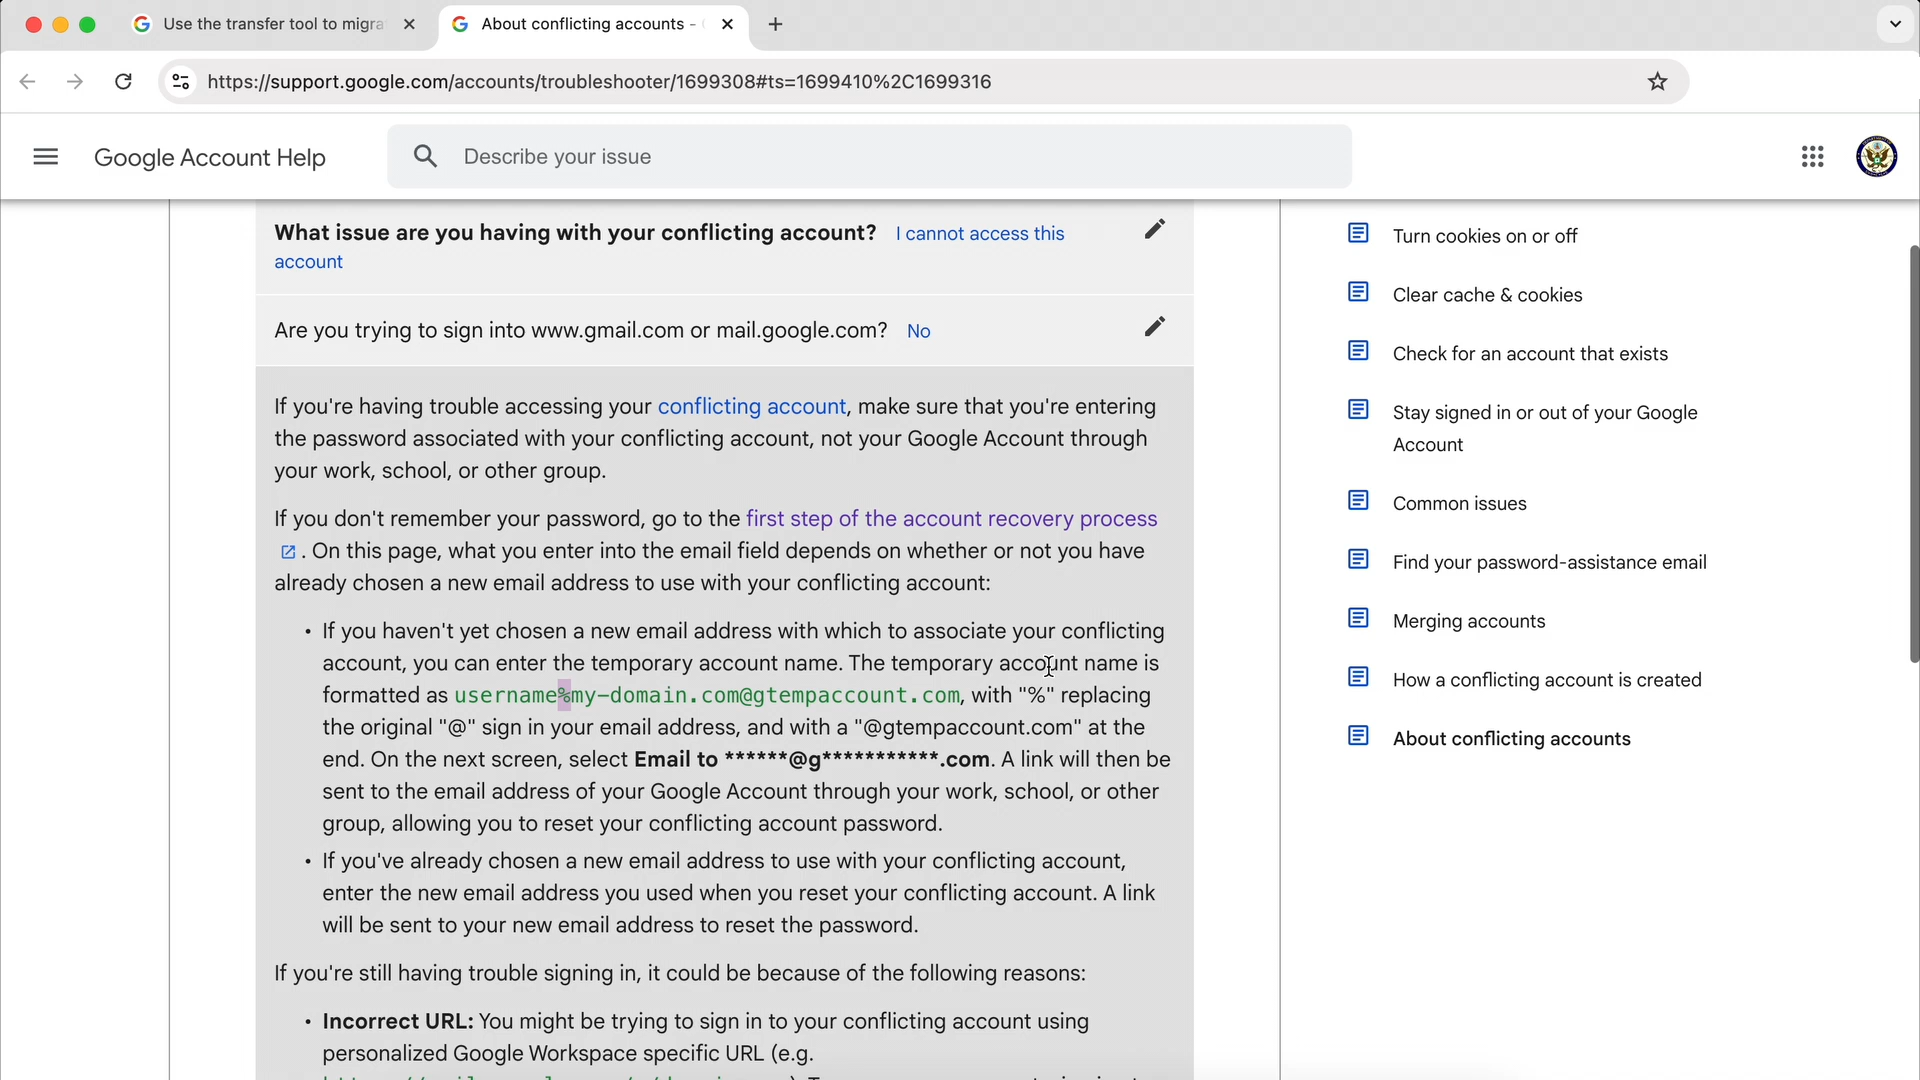 Use the transfer tool to migra
About conflicting accounts -
https://support.google.com/accounts/troubleshooter/1699308#ts=1699410%2C1699316
Google Account Help
Describe your issue
What issue are you having with your conflicting account? I cannot access this
account
Are you trying to sign into www.gmail.com or mail.google.com? No
If you're having trouble accessing your conflicting account, make sure that you're entering
the password associated with your conflicting account, not your Google Account through
your work, school, or other group.
If you don't remember your password, go to the first step of the account recovery process
. On this page, what you enter into the email field depends on whether or not you have
already chosen a new email address to use with your conflicting account:
• If you haven't yet chosen a new email address with which to associate your conflicting
account, you can enter the temporary account name. The temporary account name is
formatted as username%my-domain.com@gtempaccount.com, with "%" replacing
the original "@" sign in your email address, and with a "@gtempaccount.com" at the
end. On the next screen, select Email to ******@g***********.com. A link will then be
sent to the email address of your Google Account through your work, school, or other
group, allowing you to reset your conflicting account password.
• If you've already chosen a new email address to use with your conflicting account,
enter the new email address you used when you reset your conflicting account. A link
will be sent to your new email address to reset the password.
If you're still having trouble signing in, it could be because of the following reasons:
• Incorrect URL: You might be trying to sign in to your conflicting account using
personalized Google Workspace specific URL (e.g.
Turn cookies on or off
Clear cache & cookies
Check for an account that exists
Stay signed in or out of your Google
Account
Common issues
Find your password-assistance email
Merging accounts
How a conflicting account is created
About conflicting accounts